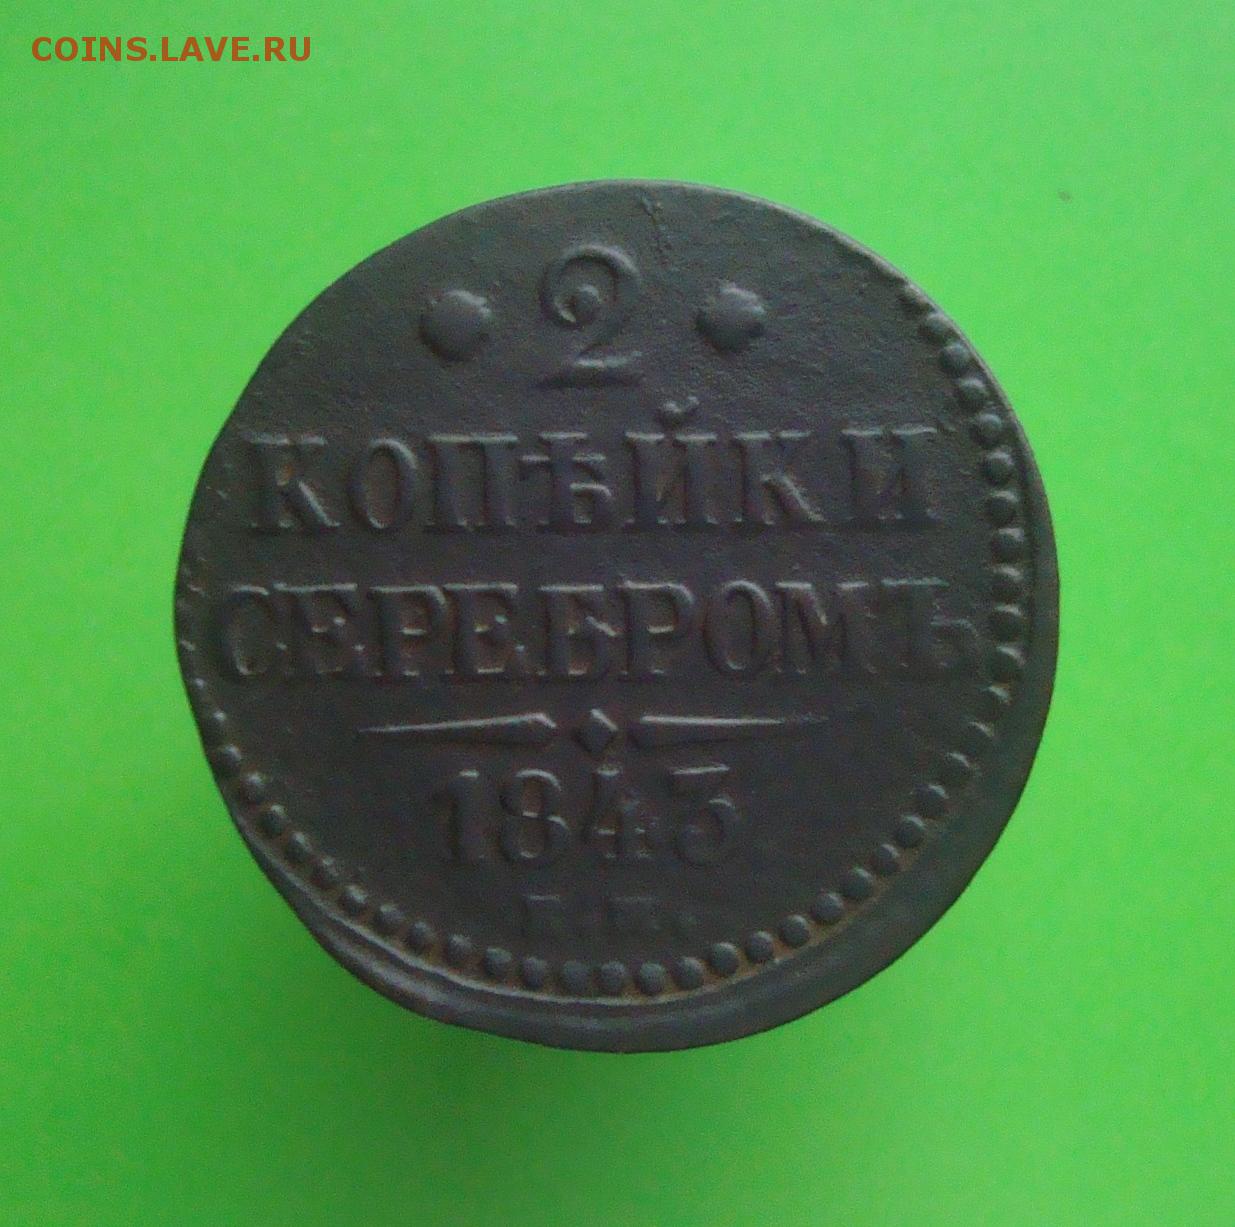 COINS.LAVE.RU
• 2 •
КОПѢЙКИ
СЕРЕБРОМЪ
1843